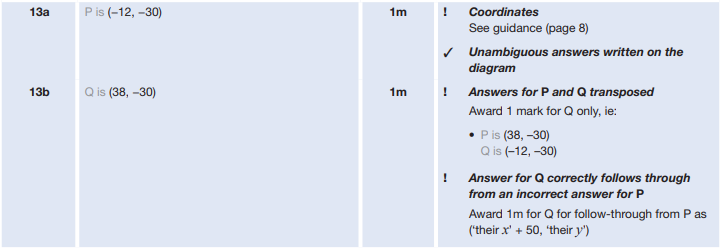 13a P is (–12, –30) 1m ! Coordinates
See guidance (page 8)
✓ Unambiguous answers written on the
diagram
13b Q is (38, –30) 1m ! Answers for P and Q transposed
Award 1 mark for Q only, ie:
• P is (38, –30)
Q is (–12, –30)
! Answer for Q correctly follows through
from an incorrect answer for P
Award 1m for Q for follow-through from P as
(‘their x’ + 50, ‘their y’)